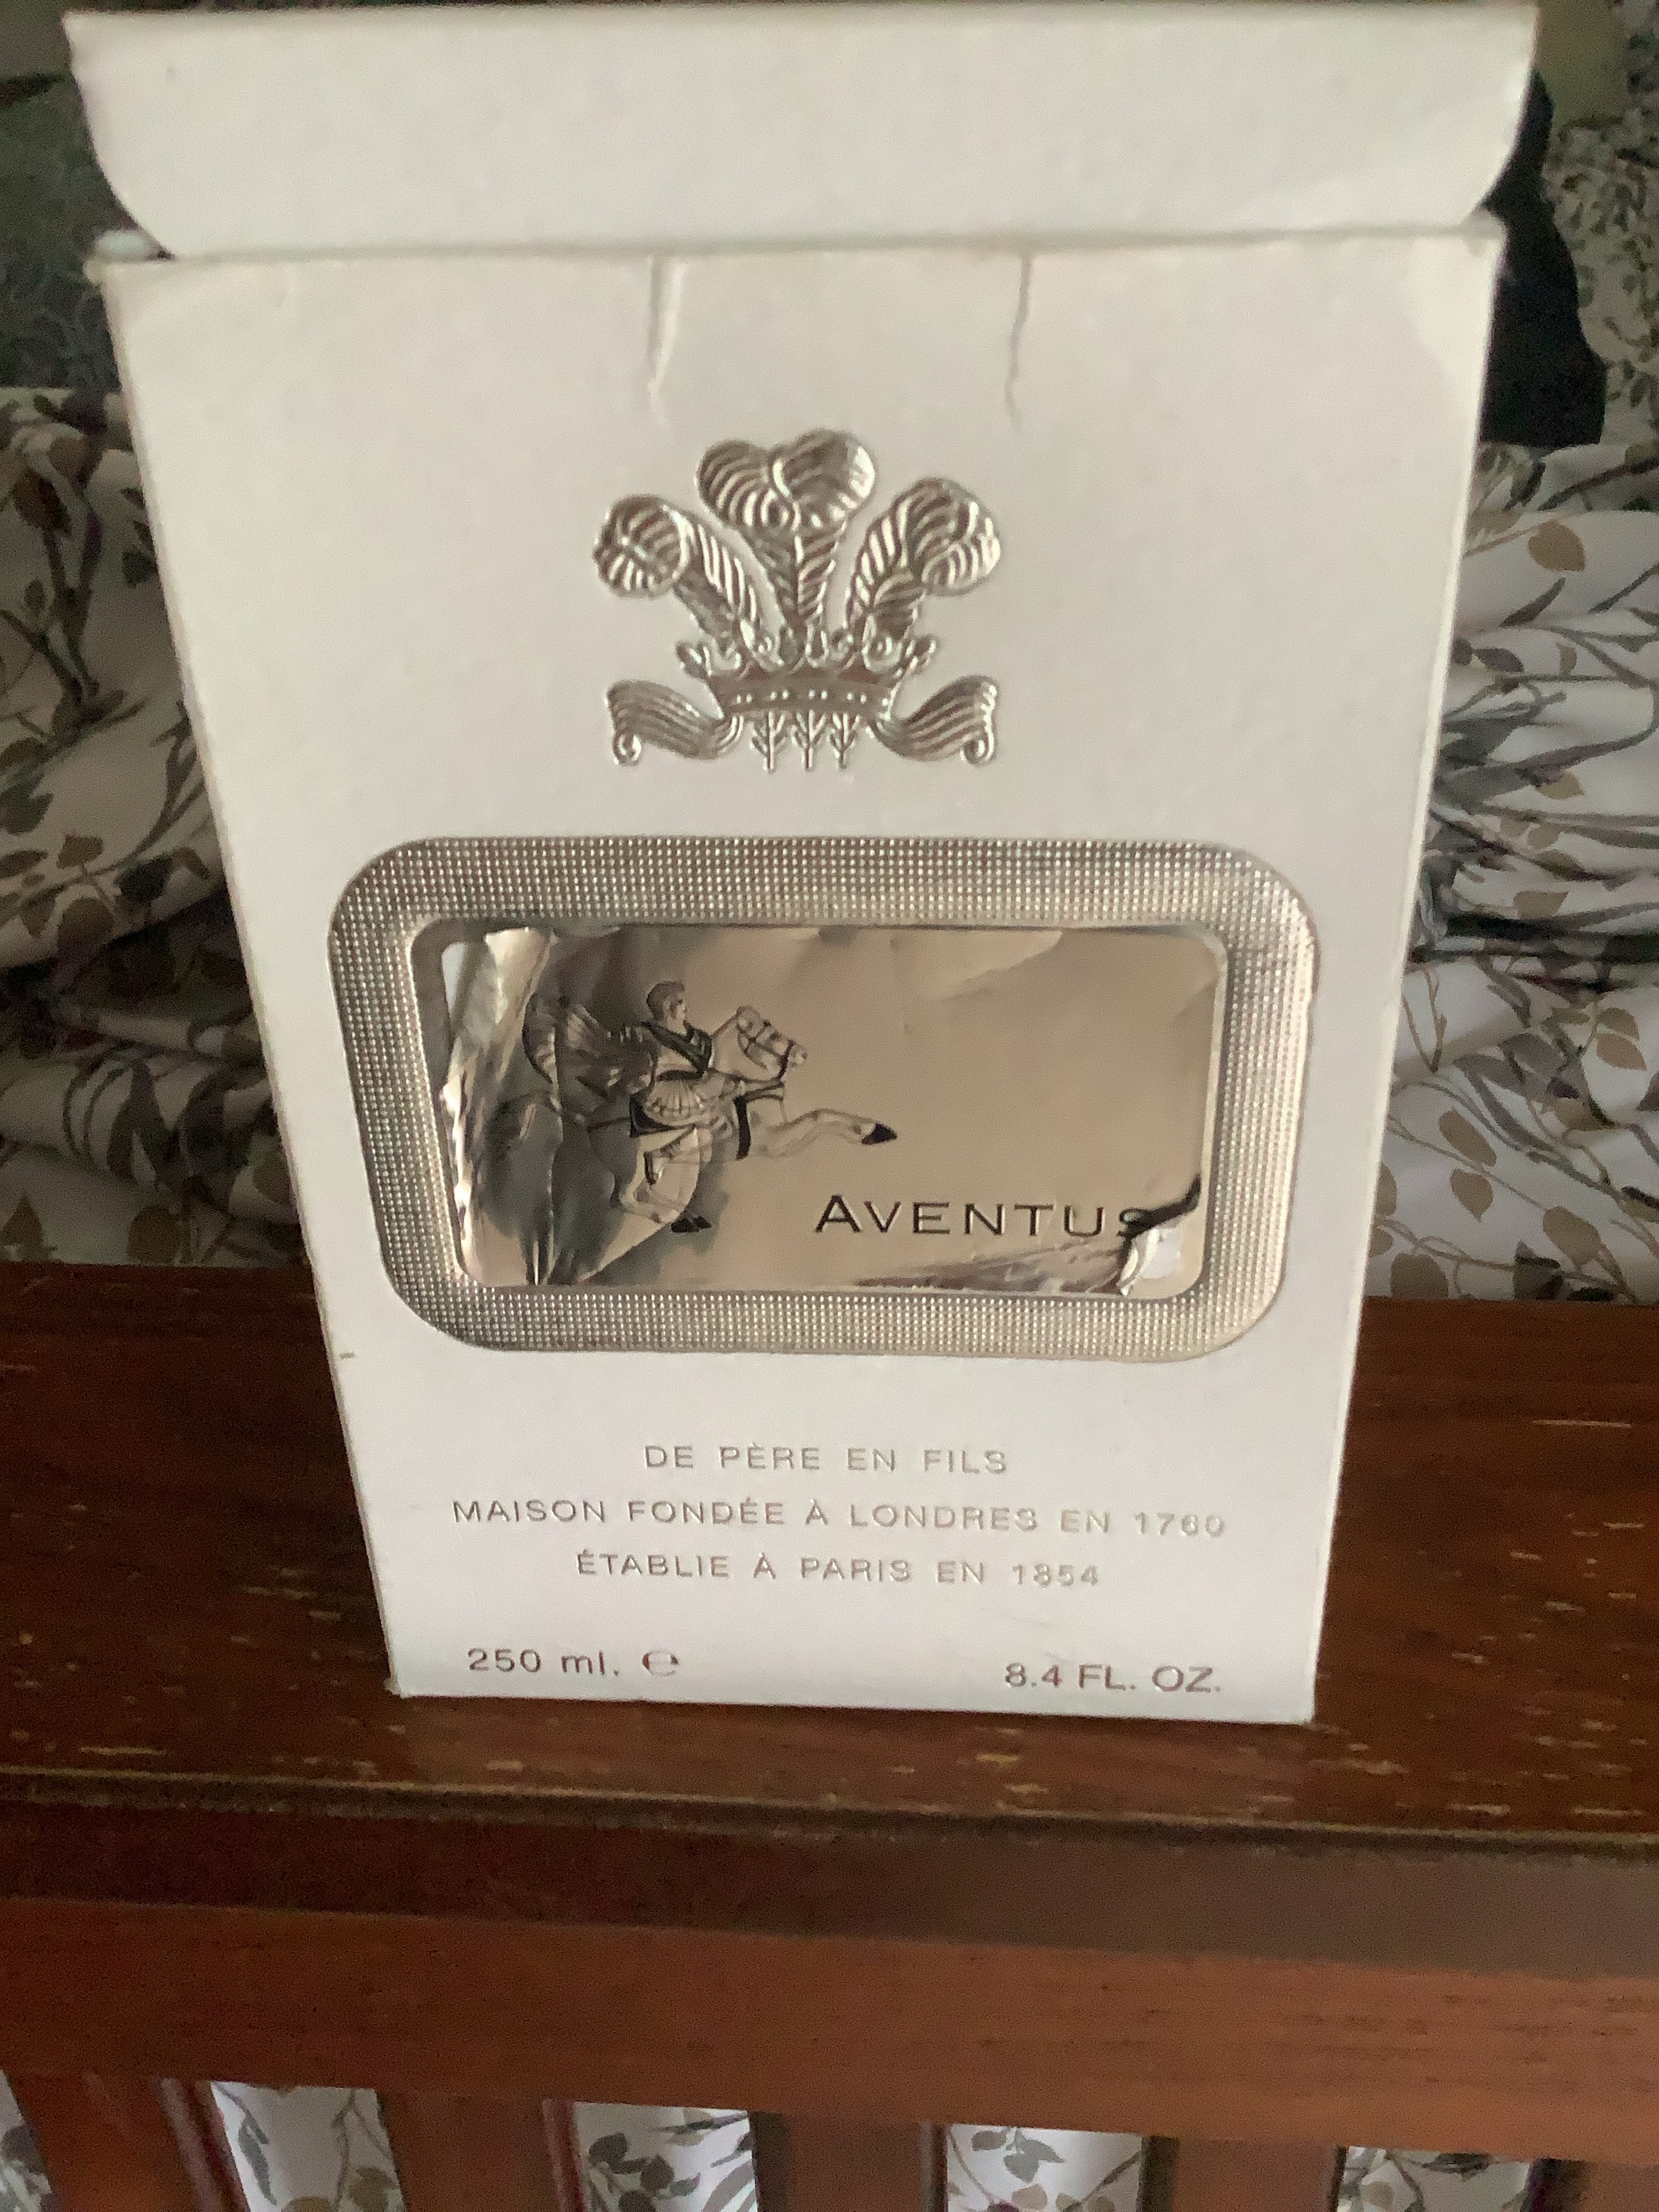 AVENTUS
DE PÈRE EN FILS
MAISON FONDÉE À LONDRES EN 1760
ÉTABLIE À PARIS EN 1854
250 ml. ℮ 8.4 FL. OZ.